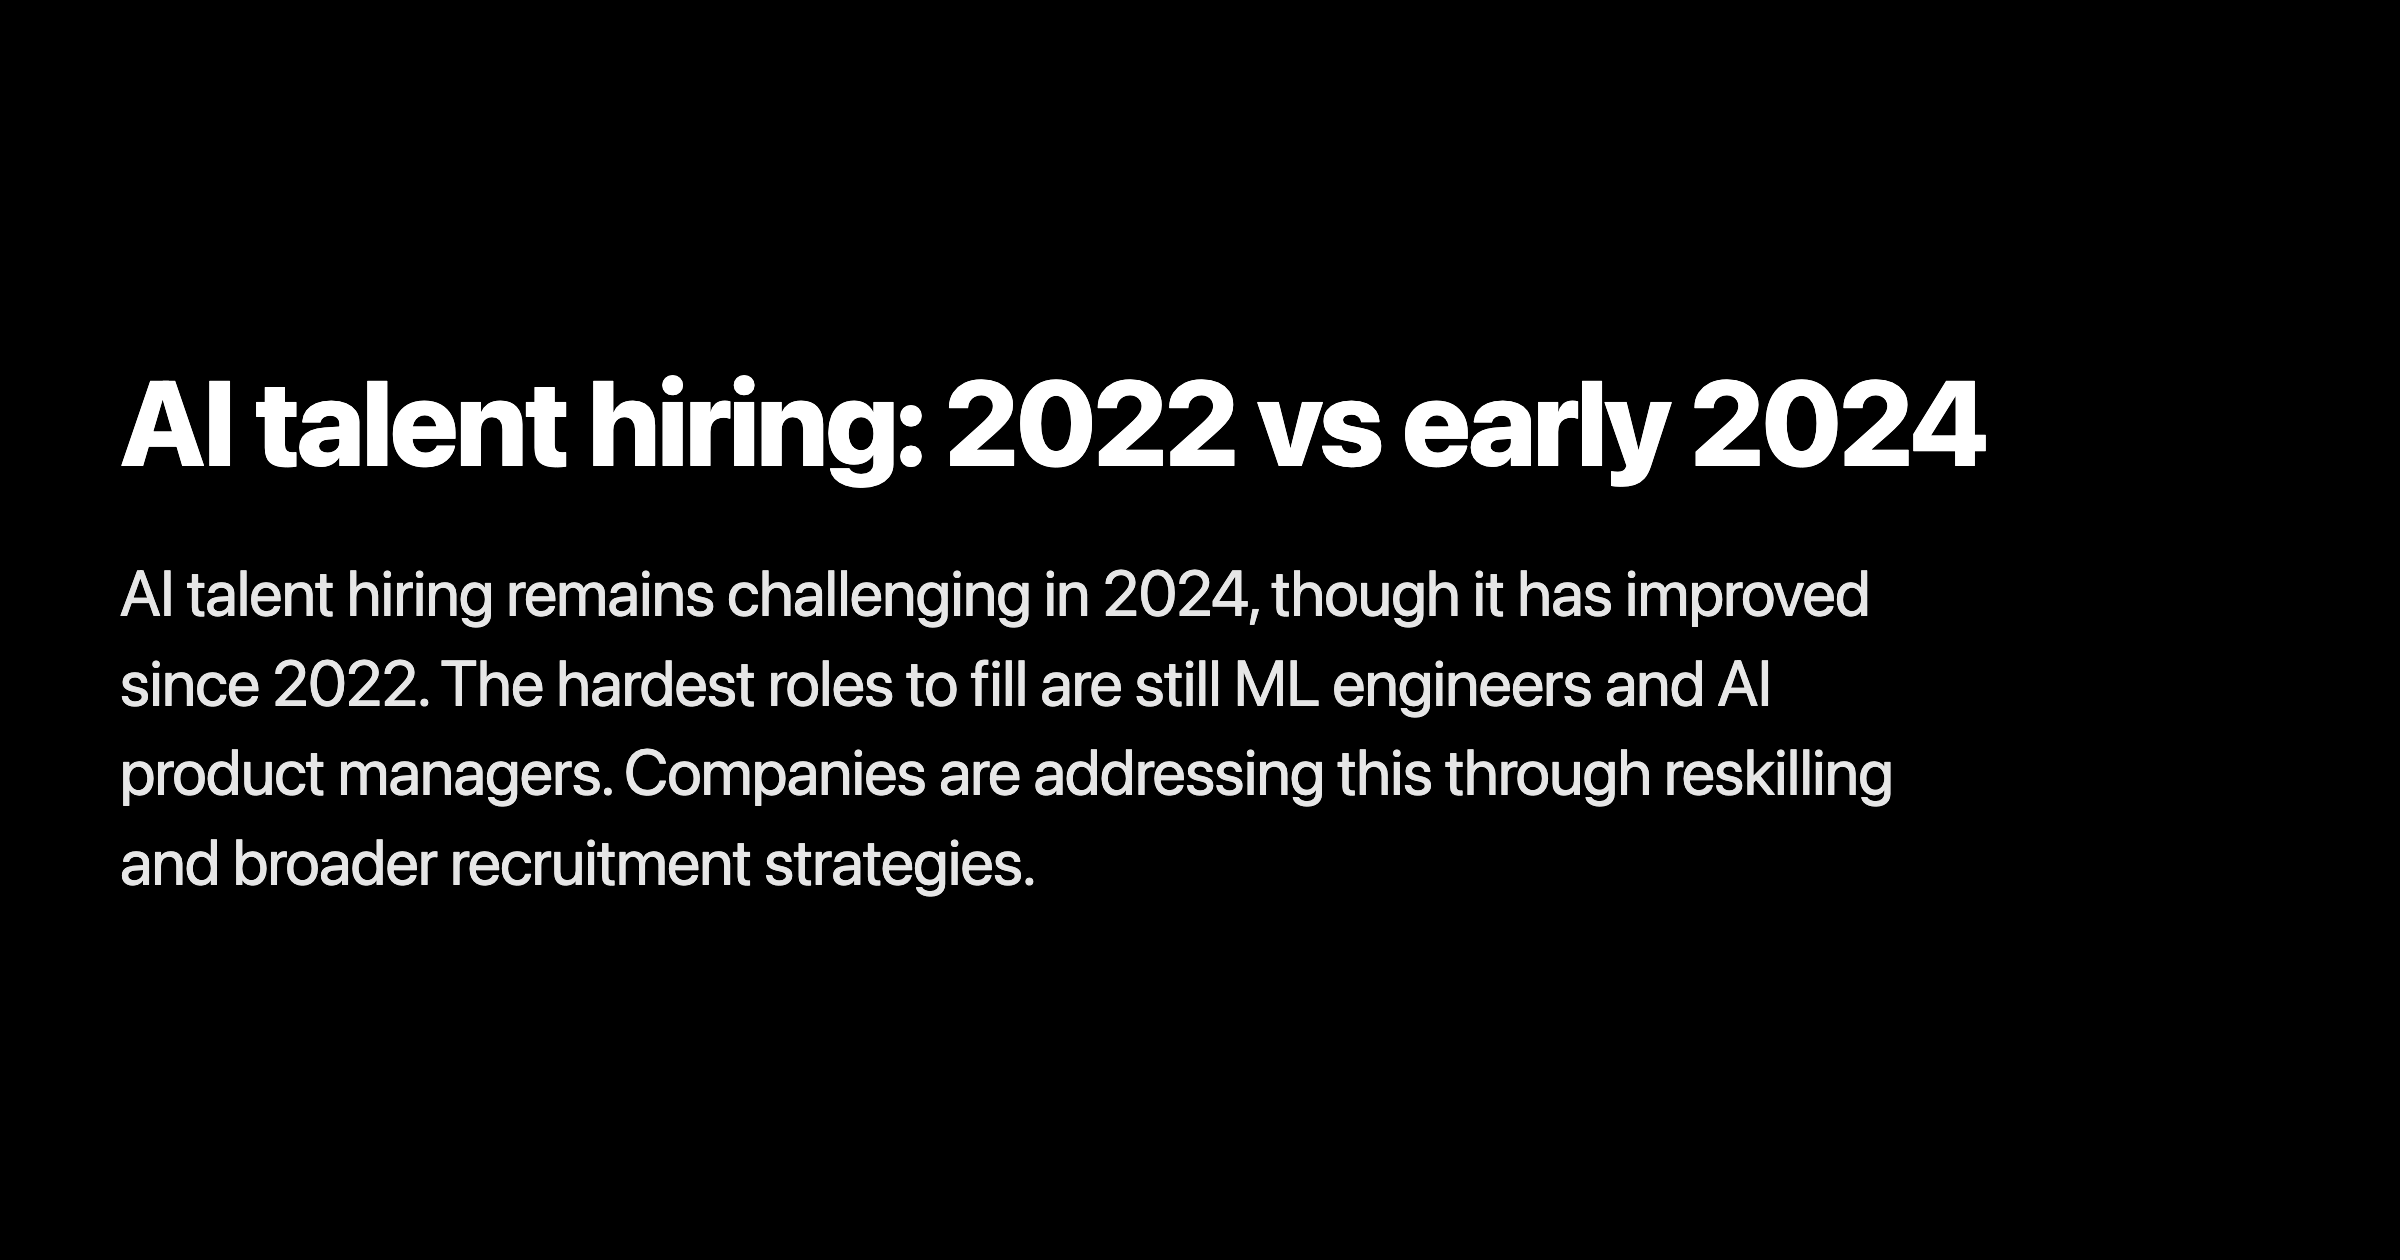 AI talent hiring: 2022 vs early 2024
AI talent hiring remains challenging in 2024, though it has improved
since 2022. The hardest roles to fill are still ML engineers and AI
product managers. Companies are addressing this through reskilling
and broader recruitment strategies.